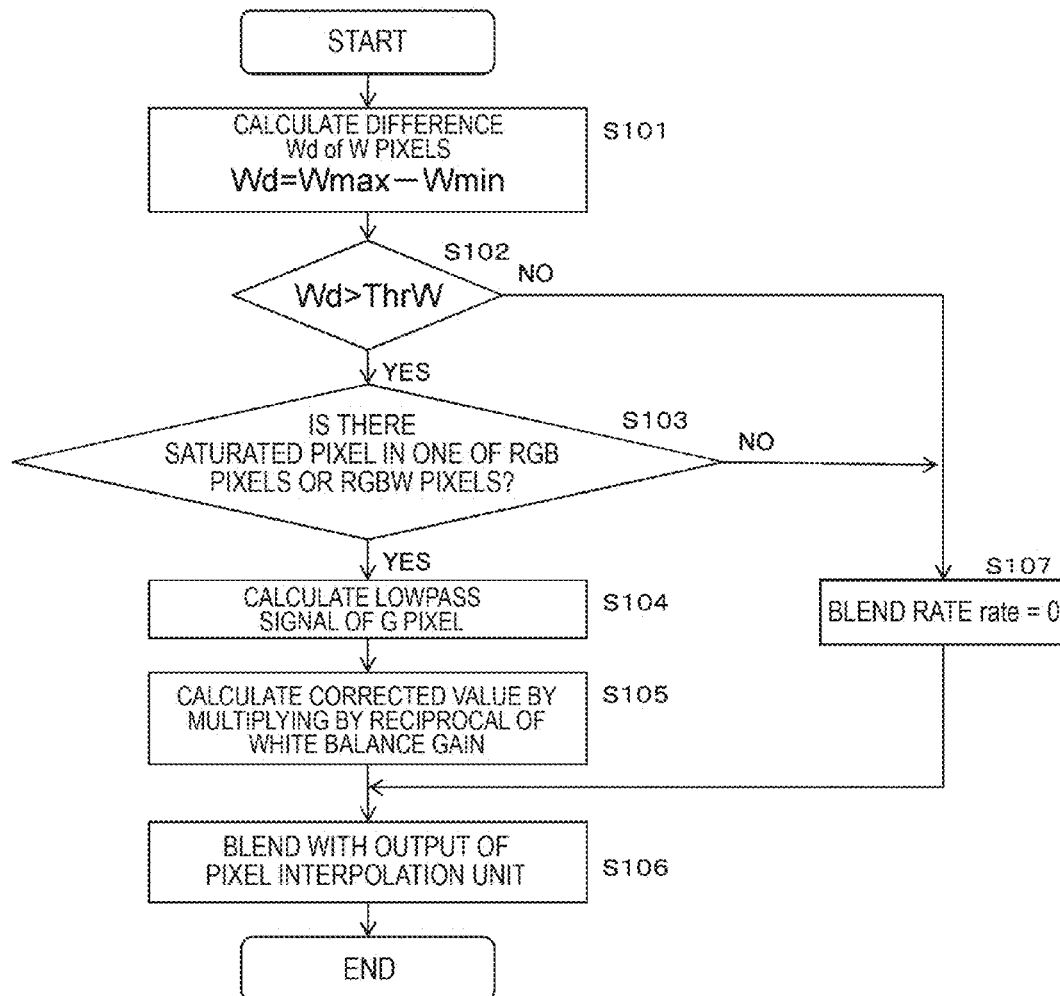 START
CALCULATE DIFFERENCE
Wd of W PIXELS
Wd=Wmax—Wmin
S101
S102
Wd>ThrW
NO
YES
S103
IS THERE
SATURATED PIXEL IN ONE OF RGB
PIXELS OR RGBW PIXELS?
NO
YES
CALCULATE LOWPASS
SIGNAL OF G PIXEL
S104
S107
BLEND RATE rate = 0
CALCULATE CORRECTED VALUE BY
MULTIPLYING BY RECIPROCAL OF
WHITE BALANCE GAIN
S105
BLEND WITH OUTPUT OF
PIXEL INTERPOLATION UNIT
S106
END